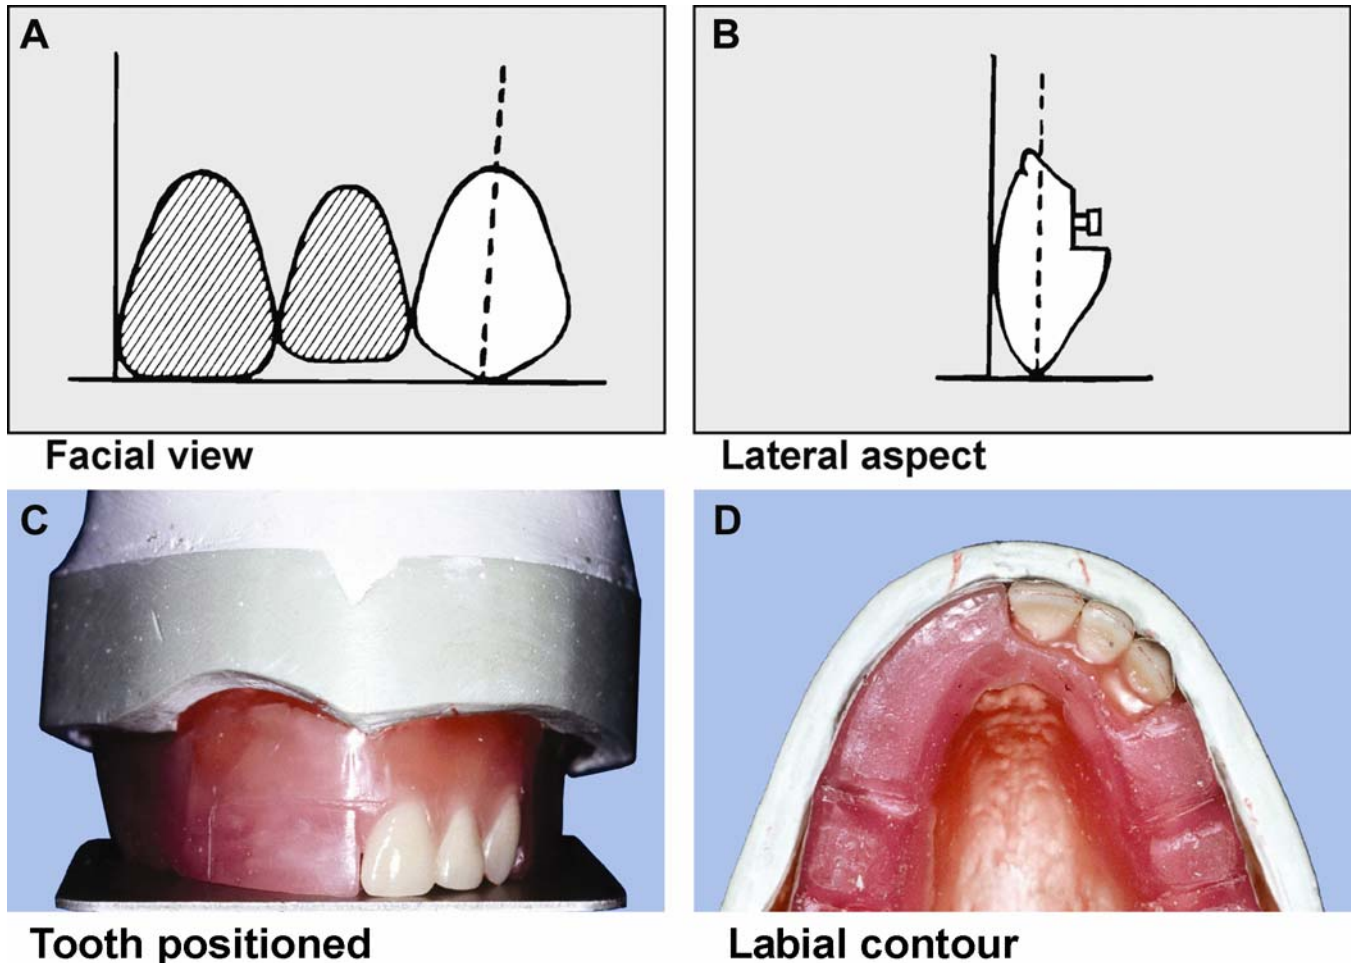 A
B
Facial view
Lateral aspect
C
D
Tooth positioned
Labial contour